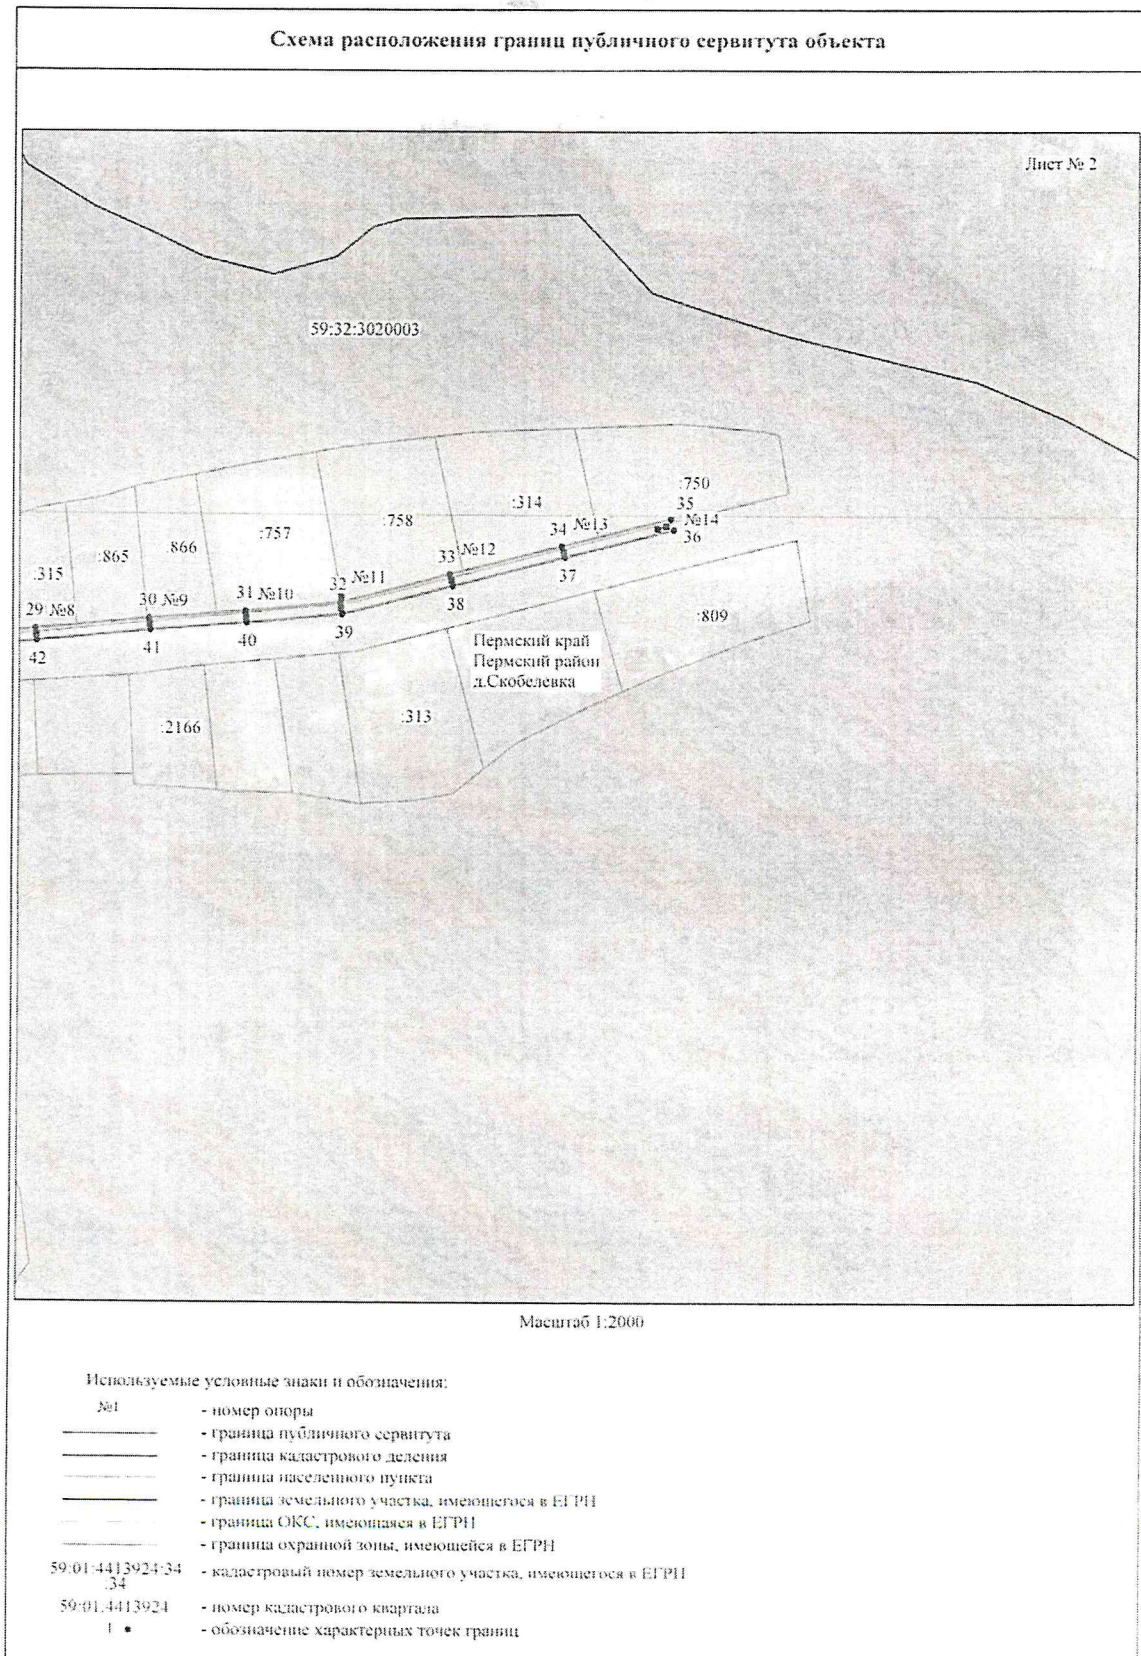 Схема расположения границ публичного сервитута объекта
Лист № 2
59:32:3020003
:750
35
:314
№14
36
34 №13
:758
:757
:866
:865
:315
33 №12
37
32 №11
38
31 №10
30 №9
29 №8
39
40
41
42
:809
Пермский край
Пермский район
д.Скобелевка
:313
:2166
Масштаб 1:2000
Используемые условные знаки и обозначения:
№1 - номер опоры
- граница публичного сервитута
- граница кадастрового деления
- граница населенного пункта
- граница земельного участка, имеющегося в ЕГРН
- граница ОКС, имеющаяся в ЕГРН
- граница охранной зоны, имеющейся в ЕГРН
59:01:4413924:34 - кадастровый номер земельного участка, имеющегося в ЕГРН
:34
59:01:4413924 - номер кадастрового квартала
1 • - обозначение характерных точек границ